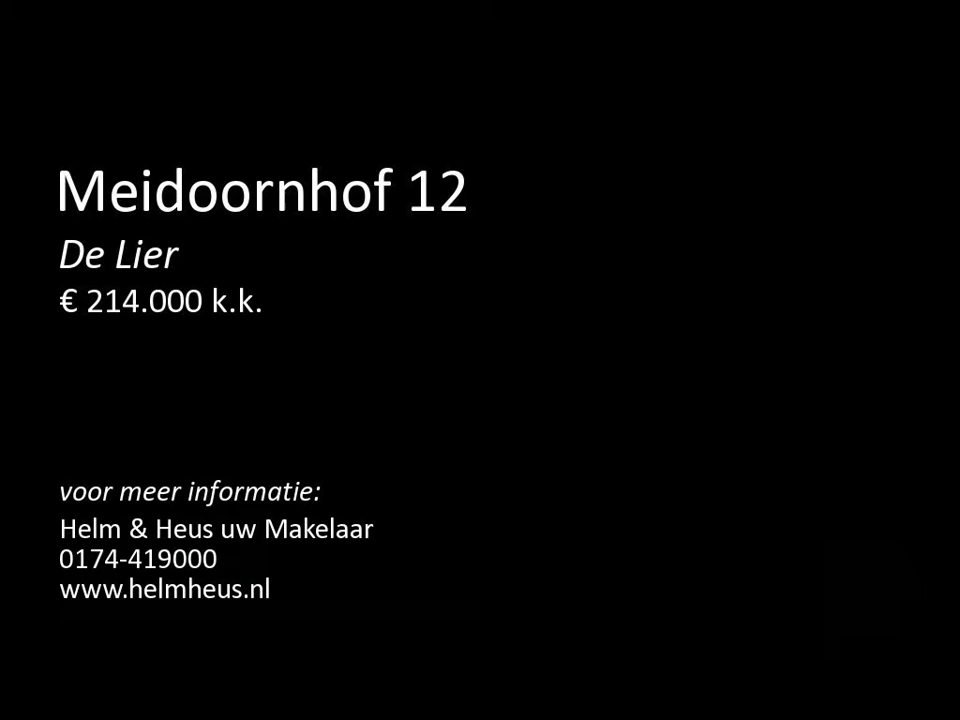 Meidoornhof 12
De Lier
€ 214.000 k.k.
voor meer informatie:
Helm & Heus uw Makelaar
0174-419000
www.helmheus.nl